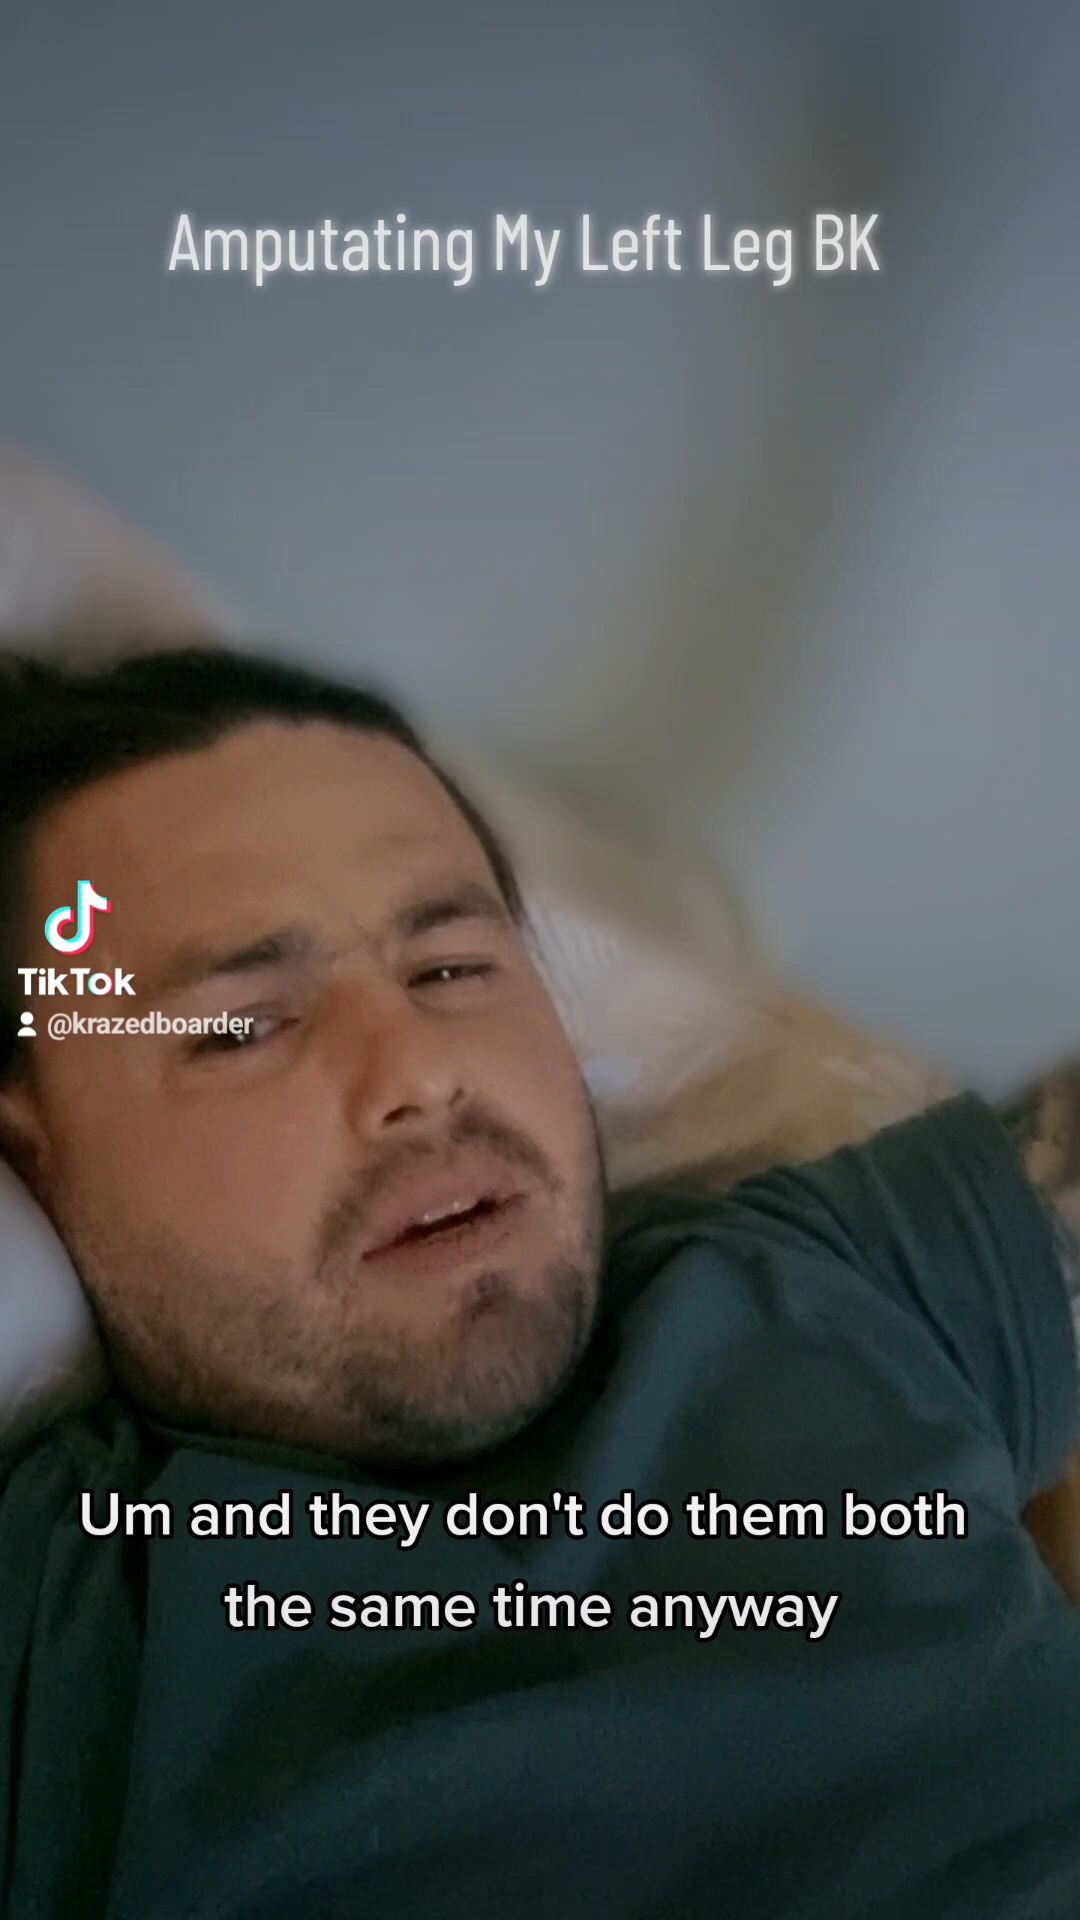 Amputating My Left Leg BK
TikTok
@krazedboarder
Um and they don't do them both
the same time anyway